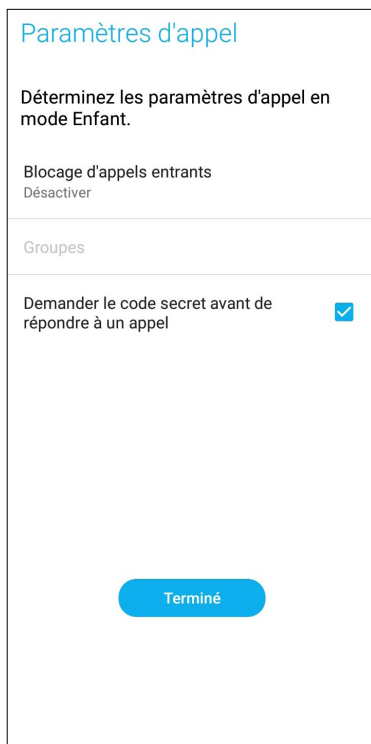 Paramètres d'appel
Déterminez les paramètres d'appel en
mode Enfant.
Blocage d'appels entrants
Désactiver
Groupes
Demander le code secret avant de
répondre à un appel
Terminé